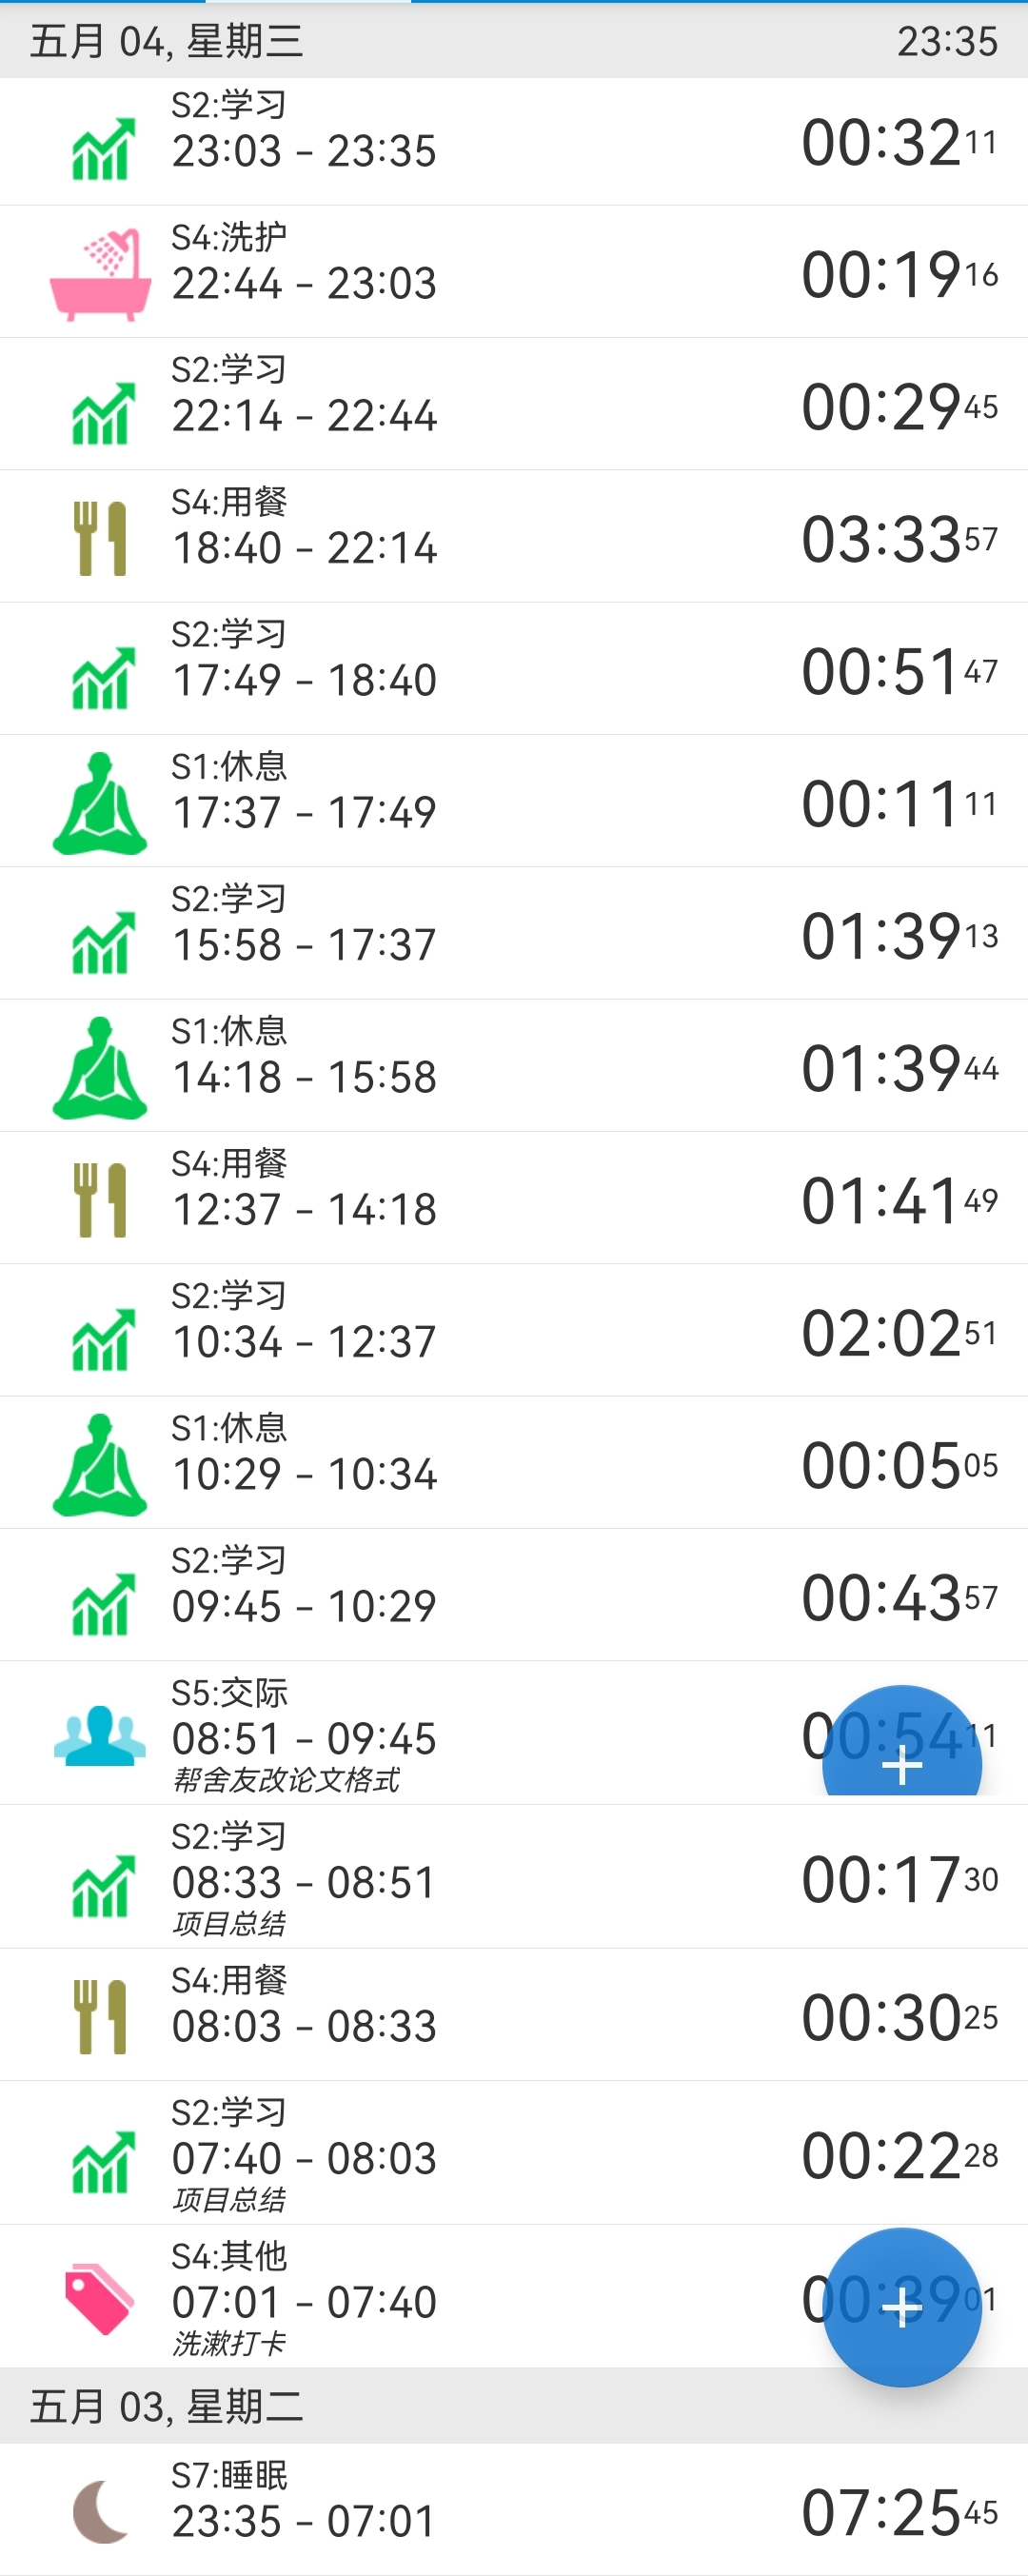 五月 04, 星期三 23:35
S2:学习
23:03 - 23:35 00:32 11
S4:洗护
22:44 - 23:03 00:19 16
S2:学习
22:14 - 22:44 00:29 45
S4:用餐
18:40 - 22:14 03:33 57
S2:学习
17:49 - 18:40 00:51 47
S1:休息
17:37 - 17:49 00:11 11
S2:学习
15:58 - 17:37 01:39 13
S1:休息
14:18 - 15:58 01:39 44
S4:用餐
12:37 - 14:18 01:41 49
S2:学习
10:34 - 12:37 02:02 51
S1:休息
10:29 - 10:34 00:05 05
S2:学习
09:45 - 10:29 00:43 57
S5:交际
08:51 - 09:45 00:54 11
帮舍友改论文格式
S2:学习
08:33 - 08:51 00:17 30
项目总结
S4:用餐
08:03 - 08:33 00:30 25
S2:学习
07:40 - 08:03 00:22 28
项目总结
S4:其他
07:01 - 07:40 00:39 01
洗漱打卡
五月 03, 星期二
S7:睡眠
23:35 - 07:01 07:25 45